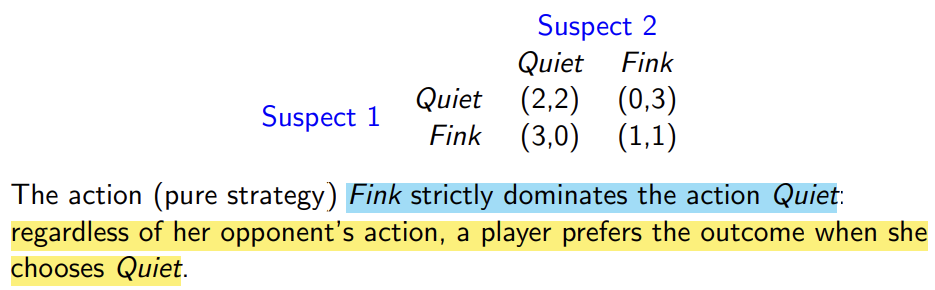 Suspect 2
Quiet Fink
Quiet (2,2) (0,3)
Suspect 1
Fink (3,0) (1,1)
The action (pure strategy) Fink strictly dominates the action Quiet:
regardless of her opponent's action, a player prefers the outcome when she
chooses Quiet.